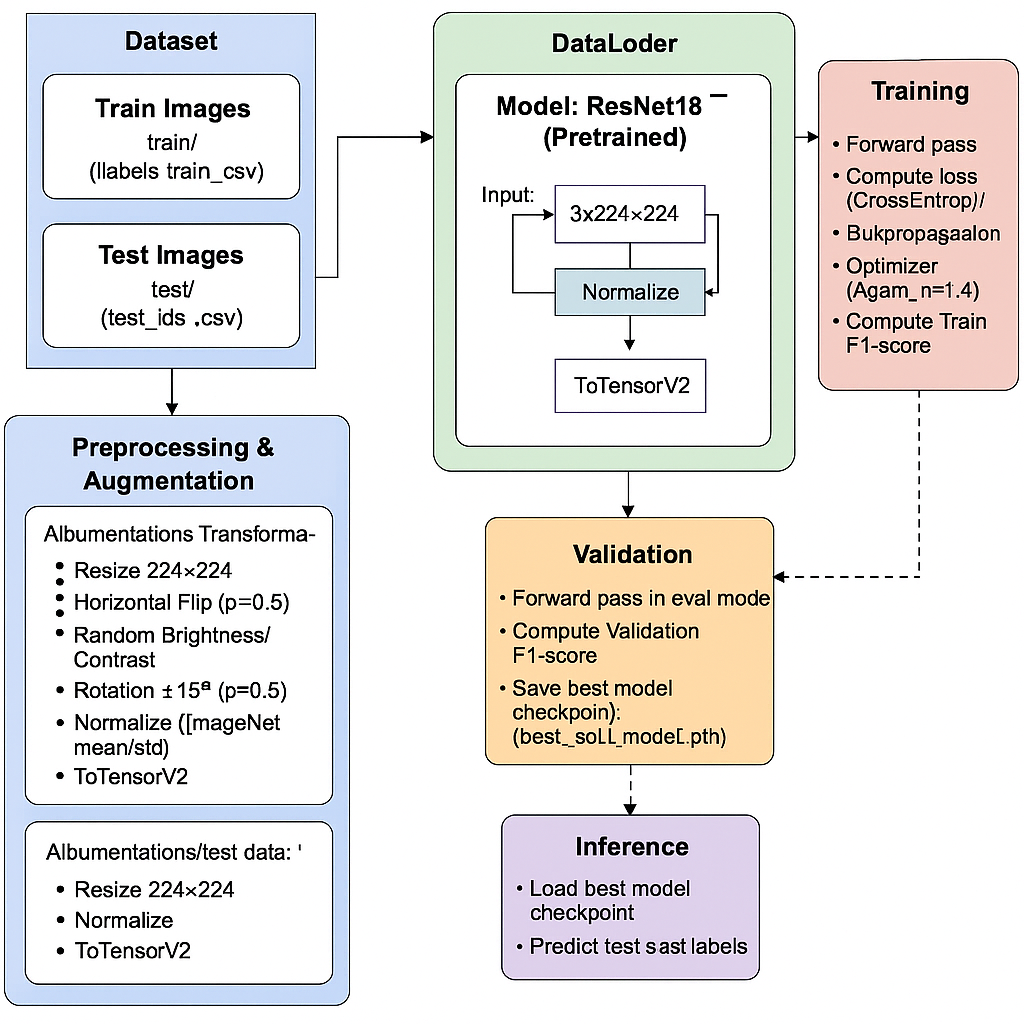 Dataset
Train Images
train/
(llabels train_csv)
Test Images
test/
(test_ids .csv)
Preprocessing &
Augmentation
Albumentations Transforma-
• Resize 224×224
• Horizontal Flip (p=0.5)
• Random Brightness/
Contrast
• Rotation ±15ª (p=0.5)
• Normalize ([mageNet
mean/std)
• ToTensorV2
Albumentations/test data: '
• Resize 224×224
• Normalize
• ToTensorV2
DataLoder
Model: ResNet18 –
(Pretrained)
Input:
3x224×224
Normalize
ToTensorV2
Training
• Forward pass
• Compute loss
(CrossEntrop)/
• Bukpropagaalon
• Optimizer
(Agam_n=1.4)
• Compute Train
F1-score
Validation
• Forward pass in eval mode
• Compute Validation
F1-score
• Save best model
checkpoin):
(best_soLL_modeL.pth)
Inference
• Load best model
checkpoint
• Predict test sast labels